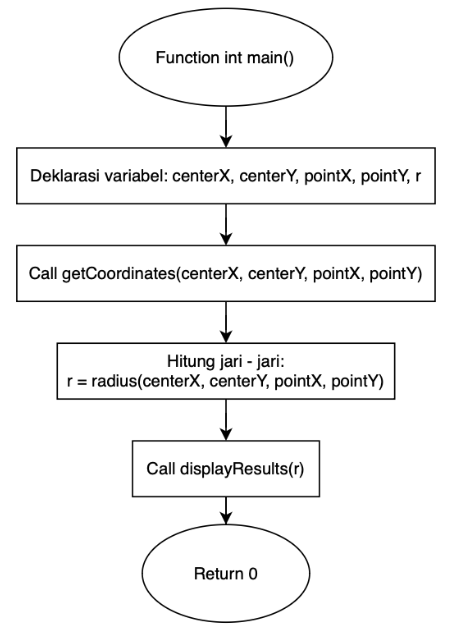 Function int main()
Deklarasi variabel: centerX, centerY, pointX, pointY, r
Call getCoordinates(centerX, centerY, pointX, pointY)
Hitung jari - jari:
r = radius(centerX, centerY, pointX, pointY)
Call displayResults(r)
Return 0